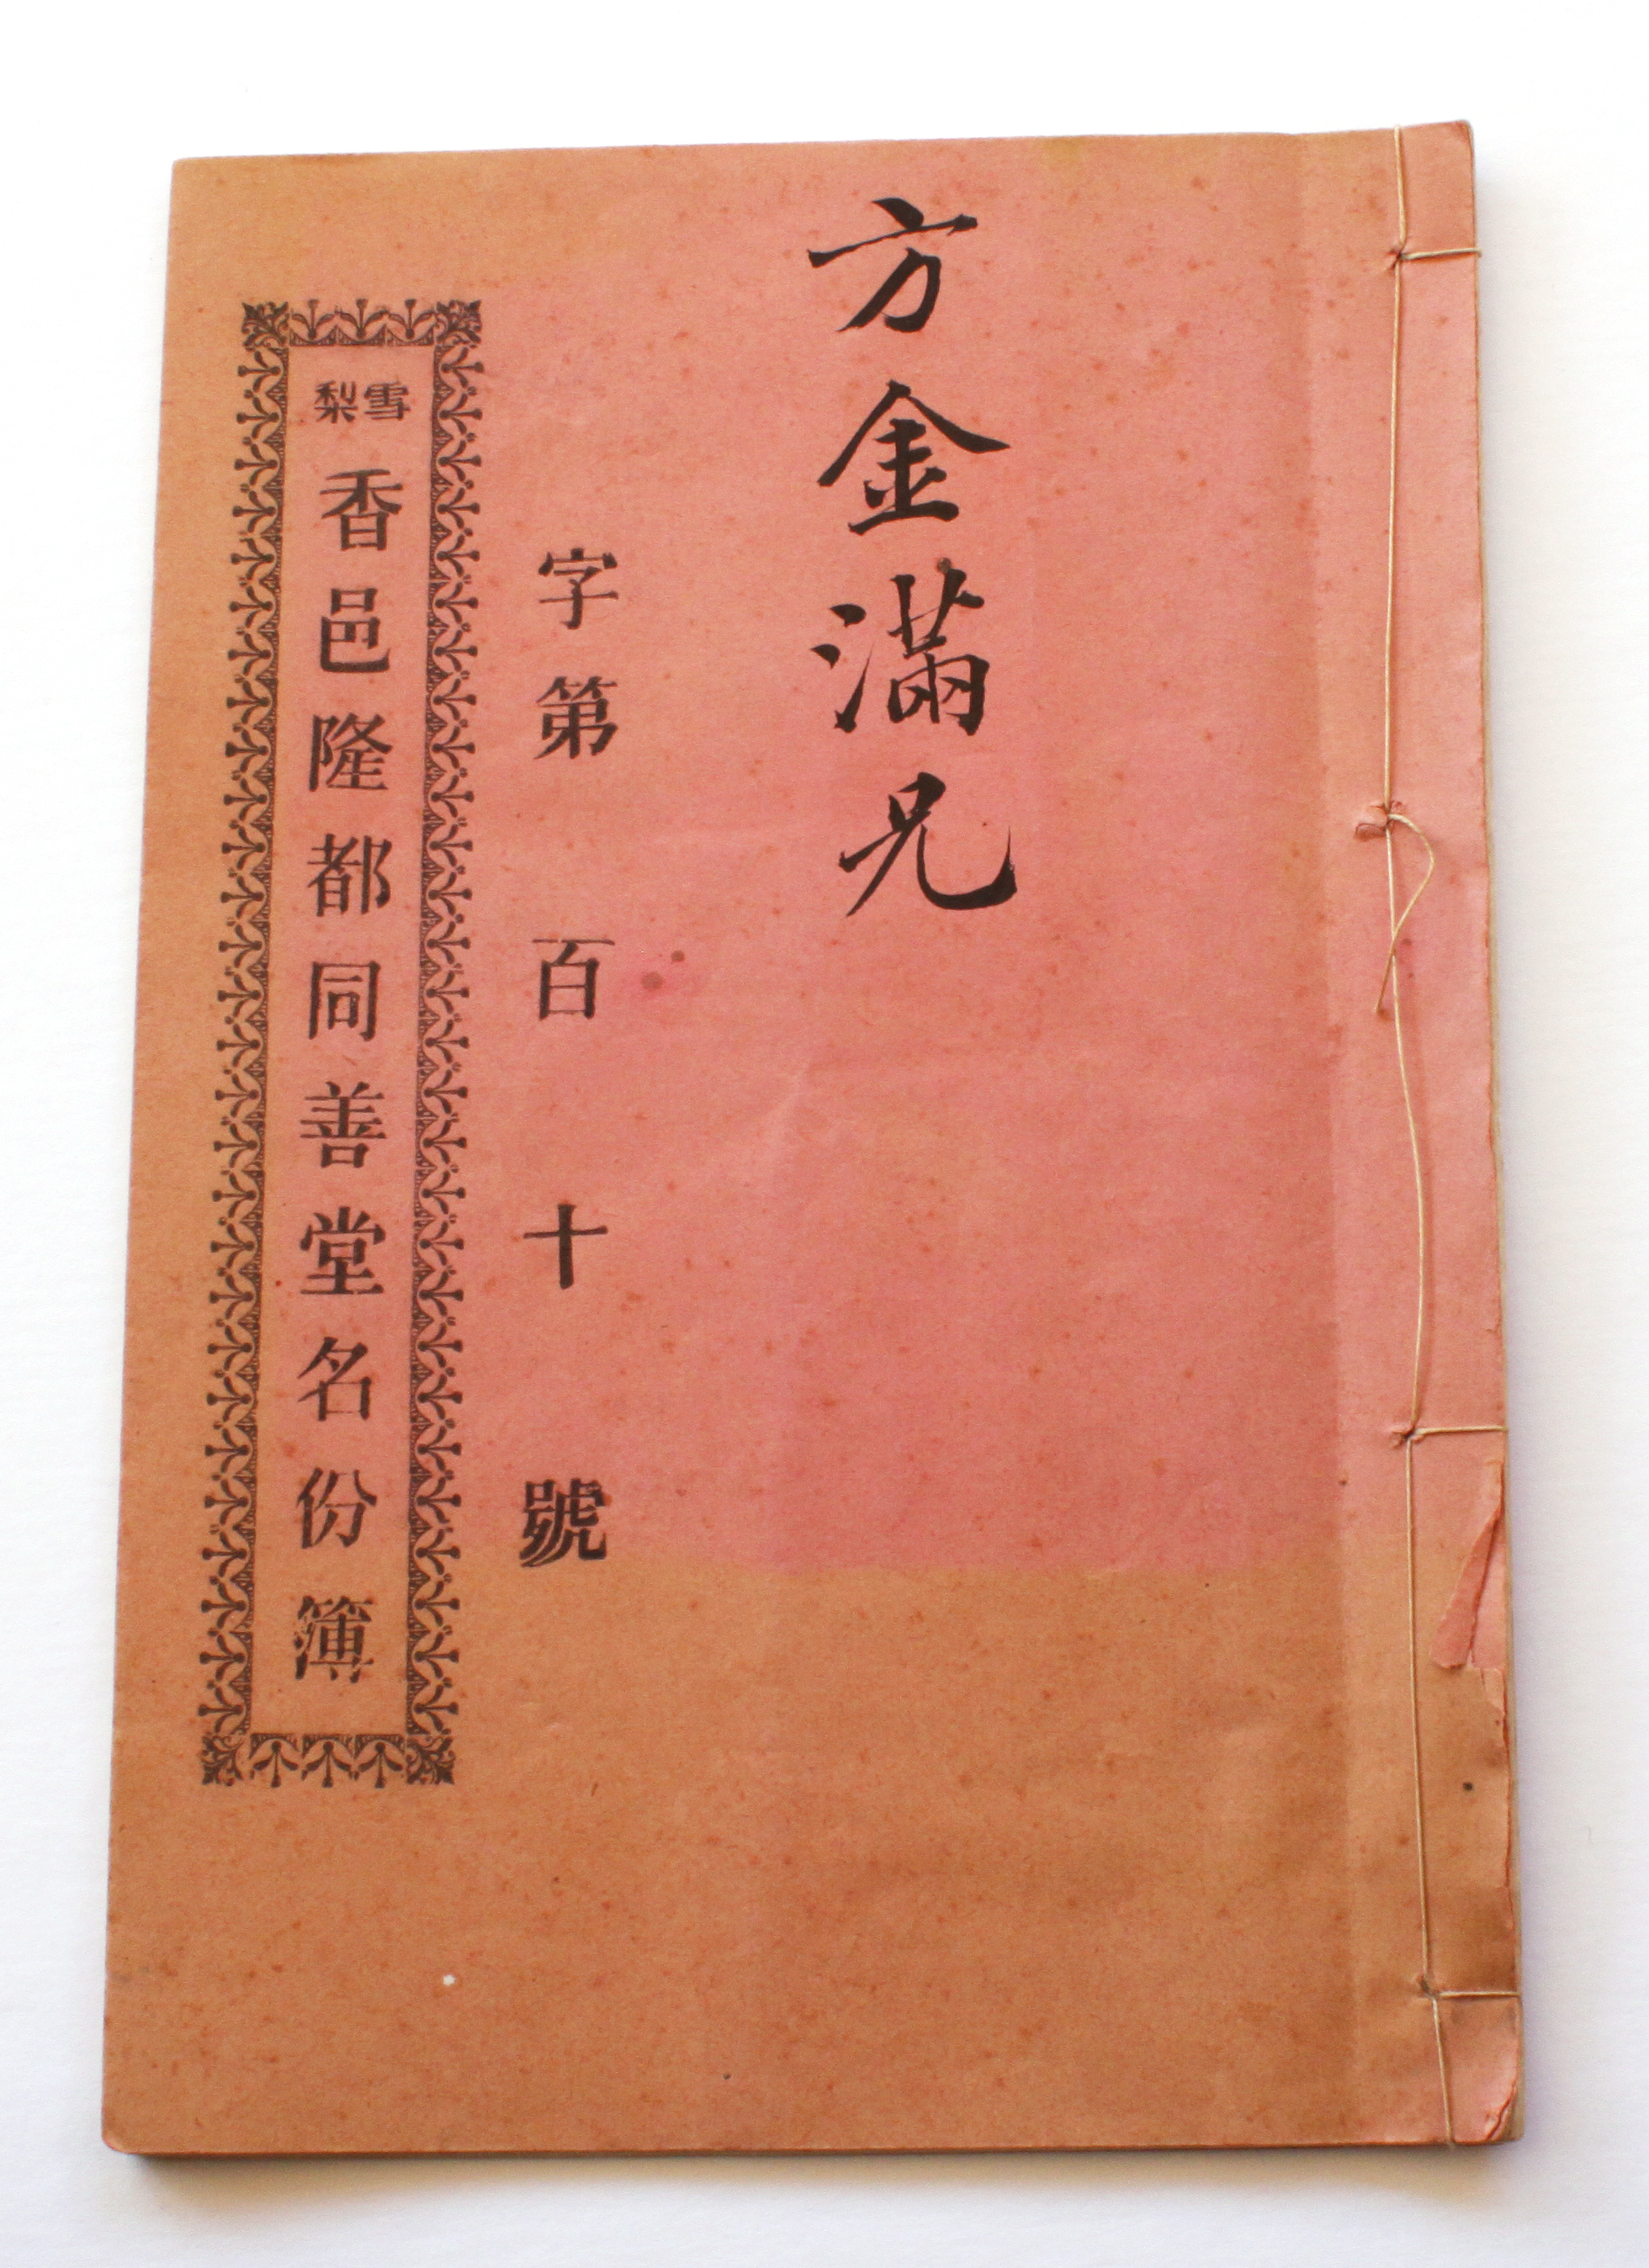 方金滿兄
字第百十號
雪梨
香邑隆都同善堂名份簿